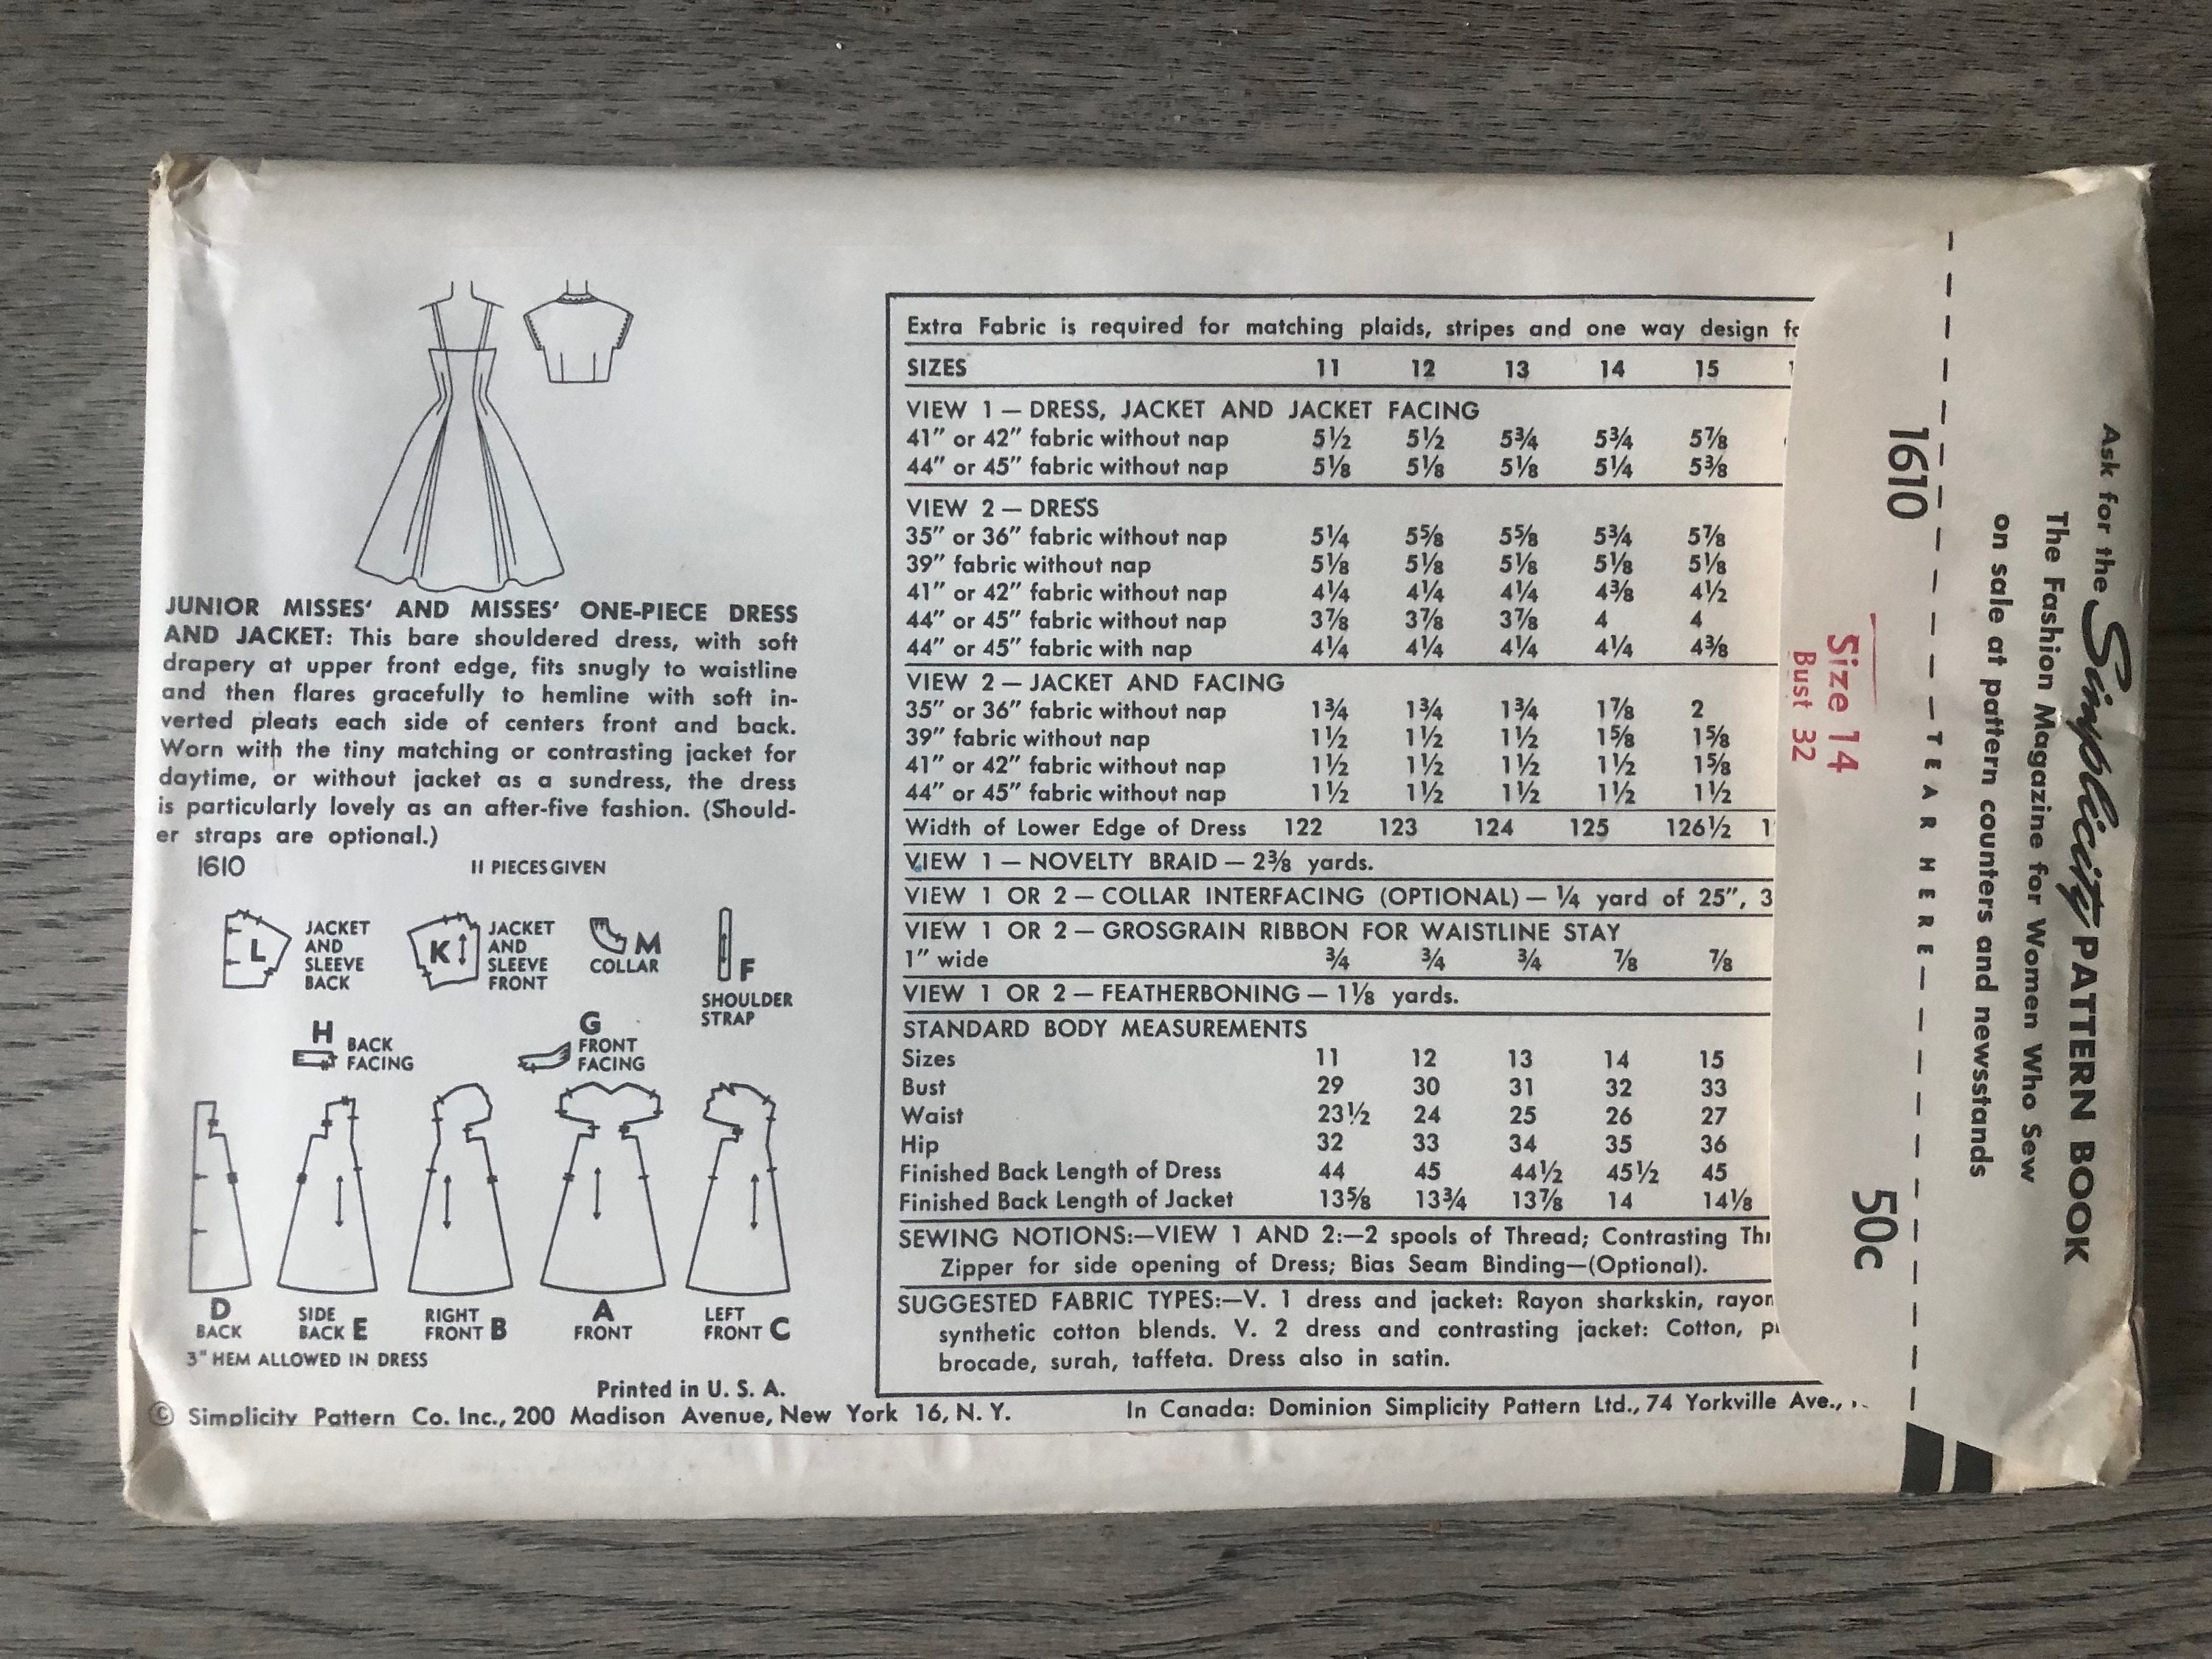 JUNIOR MISSES' AND MISSES' ONE-PIECE DRESS
AND JACKET: This bare shouldered dress, with soft
drapery at upper front edge, fits snugly to waistline
and then flares gracefully to hemline with soft in-
verted pleats each side of centers front and back.
Worn with the tiny matching or contrasting jacket for
daytime, or without jacket as a sundress, the dress
is particularly lovely as an after-five fashion. (Should-
er straps are optional.)
1610 11 PIECES GIVEN
L JACKET AND SLEEVE BACK
K JACKET AND SLEEVE FRONT
M COLLAR
F SHOULDER STRAP
H BACK FACING
G FRONT FACING
D BACK
SIDE BACK E
RIGHT FRONT B
A FRONT
LEFT FRONT C
3" HEM ALLOWED IN DRESS
Printed in U. S. A.
© Simplicity Pattern Co. Inc., 200 Madison Avenue, New York 16, N. Y.
In Canada: Dominion Simplicity Pattern Ltd., 74 Yorkville Ave.,
Extra Fabric is required for matching plaids, stripes and one way design
SIZES 11 12 13 14 15
VIEW 1 — DRESS, JACKET AND JACKET FACING
41" or 42" fabric without nap 5½ 5½ 5¾ 5¾ 5⅞
44" or 45" fabric without nap 5⅛ 5⅛ 5⅛ 5¼ 5⅜
VIEW 2 — DRESS
35" or 36" fabric without nap 5¼ 5⅝ 5⅝ 5¾ 5⅞
39" fabric without nap 5⅛ 5⅛ 5⅛ 5⅛ 5⅛
41" or 42" fabric without nap 4¼ 4¼ 4¼ 4⅜ 4½
44" or 45" fabric without nap 3⅞ 3⅞ 3⅞ 4 4
44" or 45" fabric with nap 4¼ 4¼ 4¼ 4¼ 4⅜
VIEW 2 — JACKET AND FACING
35" or 36" fabric without nap 1¾ 1¾ 1¾ 1⅞ 2
39" fabric without nap 1½ 1½ 1½ 1⅝ 1⅝
41" or 42" fabric without nap 1½ 1½ 1½ 1½ 1⅝
44" or 45" fabric without nap 1½ 1½ 1½ 1½ 1½
Width of Lower Edge of Dress 122 123 124 125 126½
VIEW 1 — NOVELTY BRAID — 2⅜ yards.
VIEW 1 OR 2 — COLLAR INTERFACING (OPTIONAL) — ¼ yard of 25", 3
VIEW 1 OR 2 — GROSGRAIN RIBBON FOR WAISTLINE STAY
1" wide ¾ ¾ ¾ ⅞ ⅞
VIEW 1 OR 2 — FEATHERBONING — 1⅛ yards.
STANDARD BODY MEASUREMENTS
Sizes 11 12 13 14 15
Bust 29 30 31 32 33
Waist 23½ 24 25 26 27
Hip 32 33 34 35 36
Finished Back Length of Dress 44 45 44½ 45½ 45
Finished Back Length of Jacket 13⅝ 13¾ 13⅞ 14 14⅛
SEWING NOTIONS:—VIEW 1 AND 2:—2 spools of Thread; Contrasting
Zipper for side opening of Dress; Bias Seam Binding—(Optional).
SUGGESTED FABRIC TYPES:—V. 1 dress and jacket: Rayon sharkskin, rayon
synthetic cotton blends. V. 2 dress and contrasting jacket: Cotton,
brocade, surah, taffeta. Dress also in satin.
Size 14
Bust 32
1610 50c
TEAR HERE
Ask for the Simplicity PATTERN BOOK
The Fashion Magazine for Women Who Sew
on sale at pattern counters and newsstands